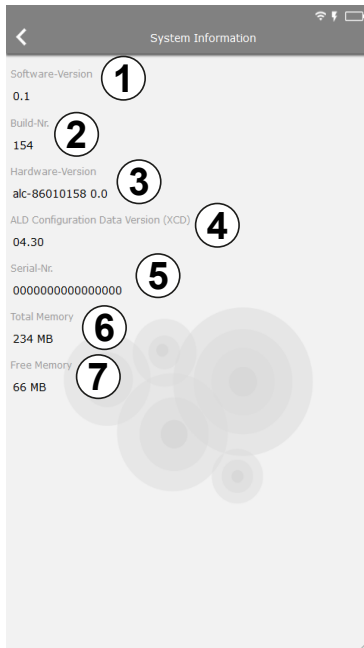 System Information
Software-Version 1
0.1
Build-Nr. 2
154
Hardware-Version 3
alc-86010158 0.0
ALD Configuration Data Version (XCD) 4
04.30
Serial-Nr. 5
0000000000000000
Total Memory 6
234 MB
Free Memory 7
66 MB